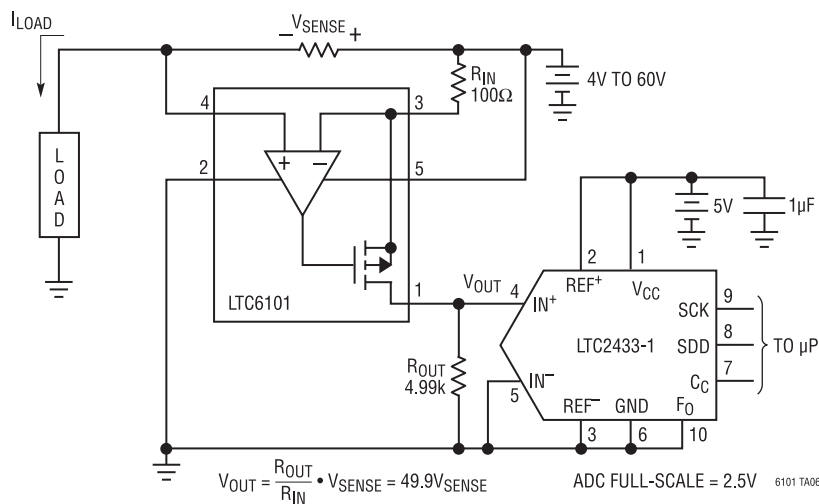 I_LOAD
− V_SENSE +
R_IN
100Ω
4V TO 60V
4
3
2
5
+ −
LOAD
LTC6101
1
V_OUT
R_OUT
4.99k
5V
1µF
2
1
REF+
V_CC
4
IN+
SCK
9
LTC2433-1
SDD
8
TO µP
C_C
7
IN−
5
REF−
GND
F_O
3
6
10
V_OUT = R_OUT/R_IN • V_SENSE = 49.9V_SENSE
ADC FULL-SCALE = 2.5V
6101 TA06